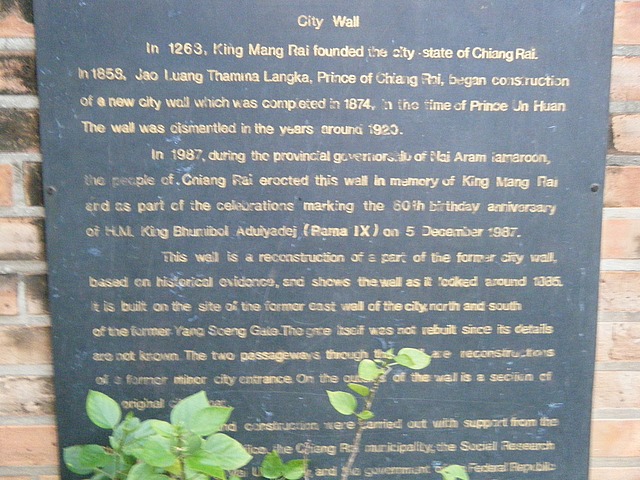 City Wall
In 1263, King Mang Rai founded the city-state of Chiang Rai.
In 1858, Jao Luang Thamma Langka, Prince of Chiang Rai, began construction
of a new city wall which was completed in 1874, in the time of Prince Un Huan
The wall was dismantled in the years around 1920.
In 1987, during the provincial governorship of Nai Aram Iamaroon,
the people of Chiang Rai erected this wall in memory of King Mang Rai
and as part of the celebrations marking the 60th birthday anniversary
of H.M. King Bhumibol Adulyadej (Rama IX) on 5 December 1987.
This wall is a reconstruction of a part of the former city wall,
based on historical evidence, and shows the wall as it looked around
It is built on the site of the former east wall of the city, north and south
of the former Yang Soeng Gate. The gate itself was not rebuilt since its details
are not known. The two passageways through are reconstructions
of a former minor city entrance. On the of the wall is a section of
original
and construction were carried out with support from the
the Chiang Rai municipality, the Social Research
and the government Federal Republic